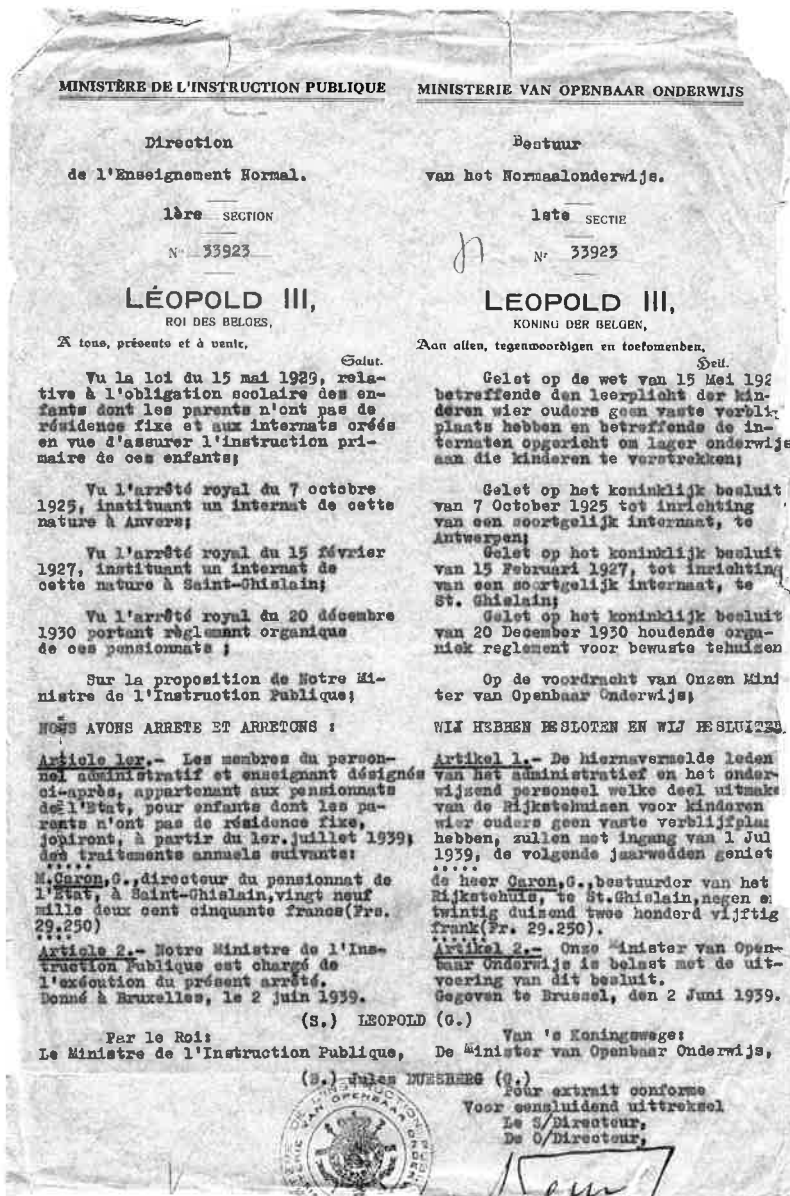 MINISTÈRE DE L'INSTRUCTION PUBLIQUE
Direction
de l'Enseignement Normal.
1ère SECTION
N° 33923
LÉOPOLD III,
ROI DES BELGES,
A tous, présents et à venir,
Salut.
Vu la loi du 15 mai 1929, rela-
tive à l'obligation scolaire des en-
fants dont les parents n'ont pas de
résidence fixe et aux internats créés
en vue d'assurer l'instruction pri-
maire de ces enfants;
Vu l'arrêté royal du 7 octobre
1925, instituant un internat de cette
nature à Anvers;
Vu l'arrêté royal du 15 février
1927, instituant un internat de
cette nature à Saint-Ghislain;
Vu l'arrêté royal du 20 décembre
1930 portant règlement organique
de ces pensionnats ;
Sur la proposition de Notre Mi-
nistre de l'Instruction Publique;
NOUS AVONS ARRETE ET ARRETONS :
Article 1er.- Les membres du person-
nel administratif et enseignant désignés
ci-après, appartenant aux pensionnats
de l'Etat, pour enfants dont les pa-
rents n'ont pas de résidence fixe,
jouiront, à partir du 1er.juillet 1939;
des traitements annuels suivants:
.....
M.Caron,G.,directeur du pensionnat de
l'Etat, à Saint-Ghislain,vingt neuf
mille deux cent cinquante francs(Frs.
29.250)
....
Article 2.- Notre Ministre de l'Ins-
truction Publique est chargé de
l'exécution du présent arrêté.
Donné à Bruxelles, le 2 juin 1939.
MINISTERIE VAN OPENBAAR ONDERWIJS
Bestuur
van het Normaalonderwijs.
1ste SECTIE
Nr 33923
LEOPOLD III,
KONING DER BELGEN,
Aan allen, tegenwoordigen en toekomenden,
Heil.
Gelet op de wet van 15 Mei 192
betreffende den leerplicht der kin-
deren wier ouders geen vaste verblij
plaats hebben en betreffende de in-
ternaten opgericht om lager onderwijs
aan die kinderen te verstrekken;
Gelet op het koninklijk besluit
van 7 October 1925 tot inrichting
van een soortgelijk internaat, te
Antwerpen;
Gelet op het koninklijk besluit
van 15 Februari 1927, tot inrichting
van een soortgelijk internaat, te
St. Ghislain;
Gelet op het koninklijk besluit
van 20 December 1930 houdende orga-
niek reglement voor bewuste tehuizen
Op de voordracht van Onzen Mini
ter van Openbaar Onderwijs;
WIJ HEBBEN BESLOTEN EN WIJ BESLUITEN
Artikel 1.- De hiernavermelde leden
van het administratief en het onder-
wijzend personeel welke deel uitmake
van de Rijkstehuizen voor kinderen
wier ouders geen vaste verblijfplaa
hebben, zullen met ingang van 1 Jul
1939, de volgende jaarwedden geniet
.....
de heer Caron,G.,bestuurder van het
Rijkstehuis, te St.Ghislain,negen en
twintig duizend twee honderd vijftig
frank(Fr. 29.250).
.....
Artikel 2.- Onze Minister van Open-
baar Onderwijs is belast met de uit-
voering van dit besluit.
Gegeven te Brussel, den 2 Juni 1939.
(S.) LEOPOLD (G.)
Par le Roi:
Le Ministre de l'Instruction Publique,
Van 's Koningswege:
De Minister van Openbaar Onderwijs,
(S.) Jules DUESBERG (G.)
Pour extrait conforme
Voor eensluidend uittreksel
Le S/Directeur,
De O/Directeur,